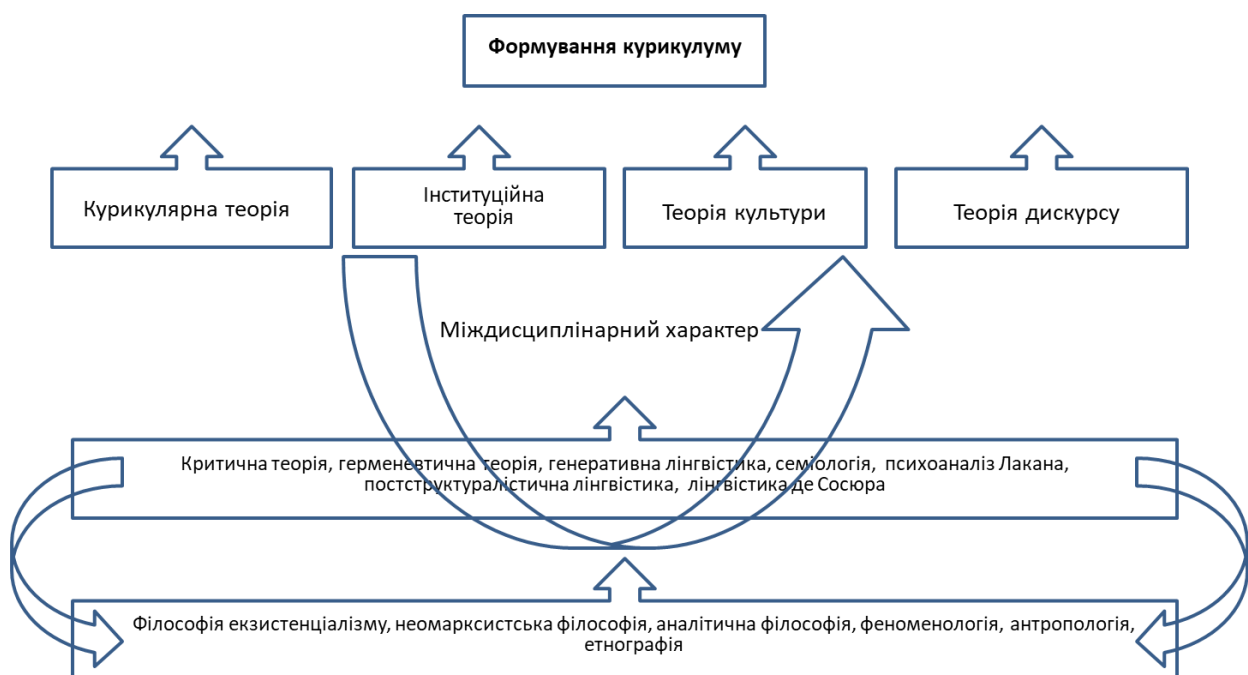 Формування курикулуму
Курикулярна теорія
Інституційна
теорія
Теорія культури
Теорія дискурсу
Міждисциплінарний характер
Критична теорія, герменевтична теорія, генеративна лінгвістика, семіологія, психоаналіз Лакана,
постструктуралістична лінгвістика, лінгвістика де Сосюра
Філософія екзистенціалізму, неомарксистська філософія, аналітична філософія, феноменологія, антропологія,
етнографія